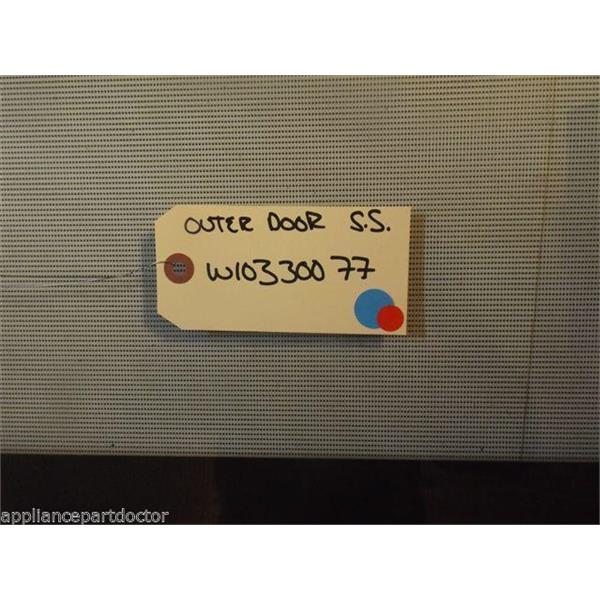 OUTER DOOR S.S.
W10330077
appliancepartdoctor